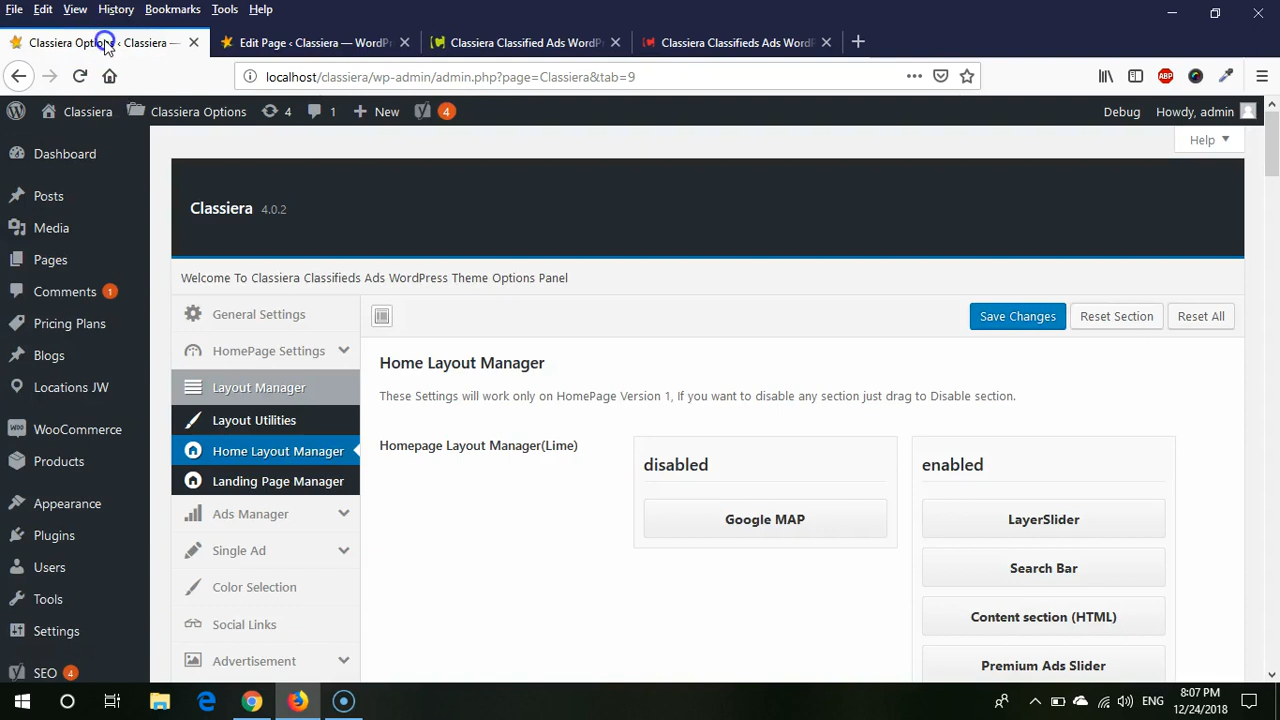 File Edit View History Bookmarks Tools Help
Classiera Options ‹ Classiera —
Edit Page ‹ Classiera — WordPr
Classiera Classified Ads WordPr
Classiera Classifieds Ads WordP
localhost/classiera/wp-admin/admin.php?page=Classiera&tab=9
ABP
Classiera Classiera Options 4 1 New 4 Debug Howdy, admin
Help
Dashboard
Posts
Media
Pages
Comments 1
Pricing Plans
Blogs
Locations JW
WooCommerce
Products
Appearance
Plugins
Users
Tools
Settings
SEO 4
Classiera 4.0.2
Welcome To Classiera Classifieds Ads WordPress Theme Options Panel
General Settings
HomePage Settings
Layout Manager
Layout Utilities
Home Layout Manager
Landing Page Manager
Ads Manager
Single Ad
Color Selection
Social Links
Advertisement
Save Changes Reset Section Reset All
Home Layout Manager
These Settings will work only on HomePage Version 1, If you want to disable any section just drag to Disable section.
Homepage Layout Manager(Lime)
disabled
Google MAP
enabled
LayerSlider
Search Bar
Content section (HTML)
Premium Ads Slider
ENG
8:07 PM
12/24/2018